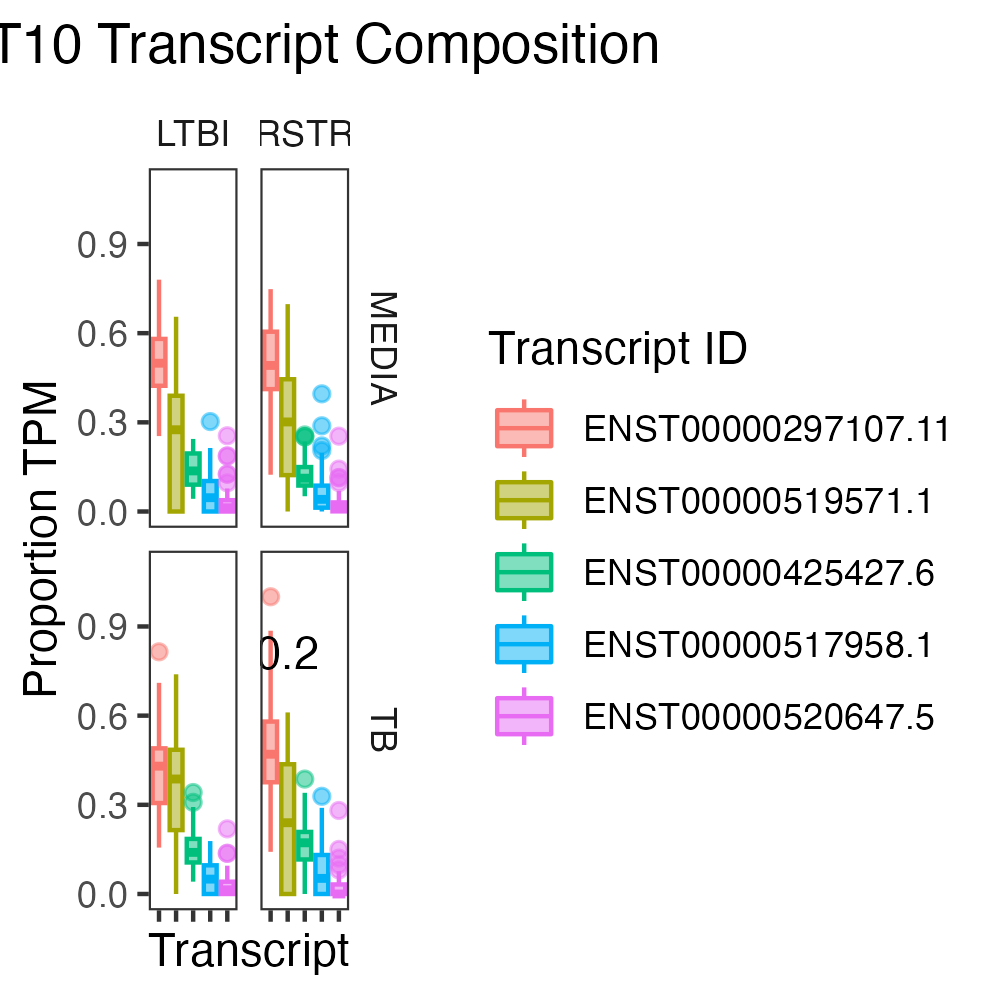 T10 Transcript Composition
LTBI
RSTR
0.9
0.6
0.3
0.0
MEDIA
0.9
0.6
0.3
0.0
0.2
TB
Proportion TPM
Transcript
Transcript ID
ENST00000297107.11
ENST00000519571.1
ENST00000425427.6
ENST00000517958.1
ENST00000520647.5